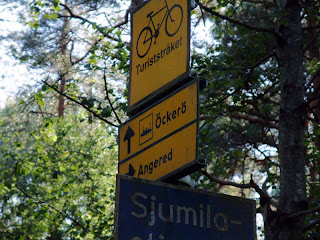 Turiststråket
Öckerö
Angered
Sjumila-